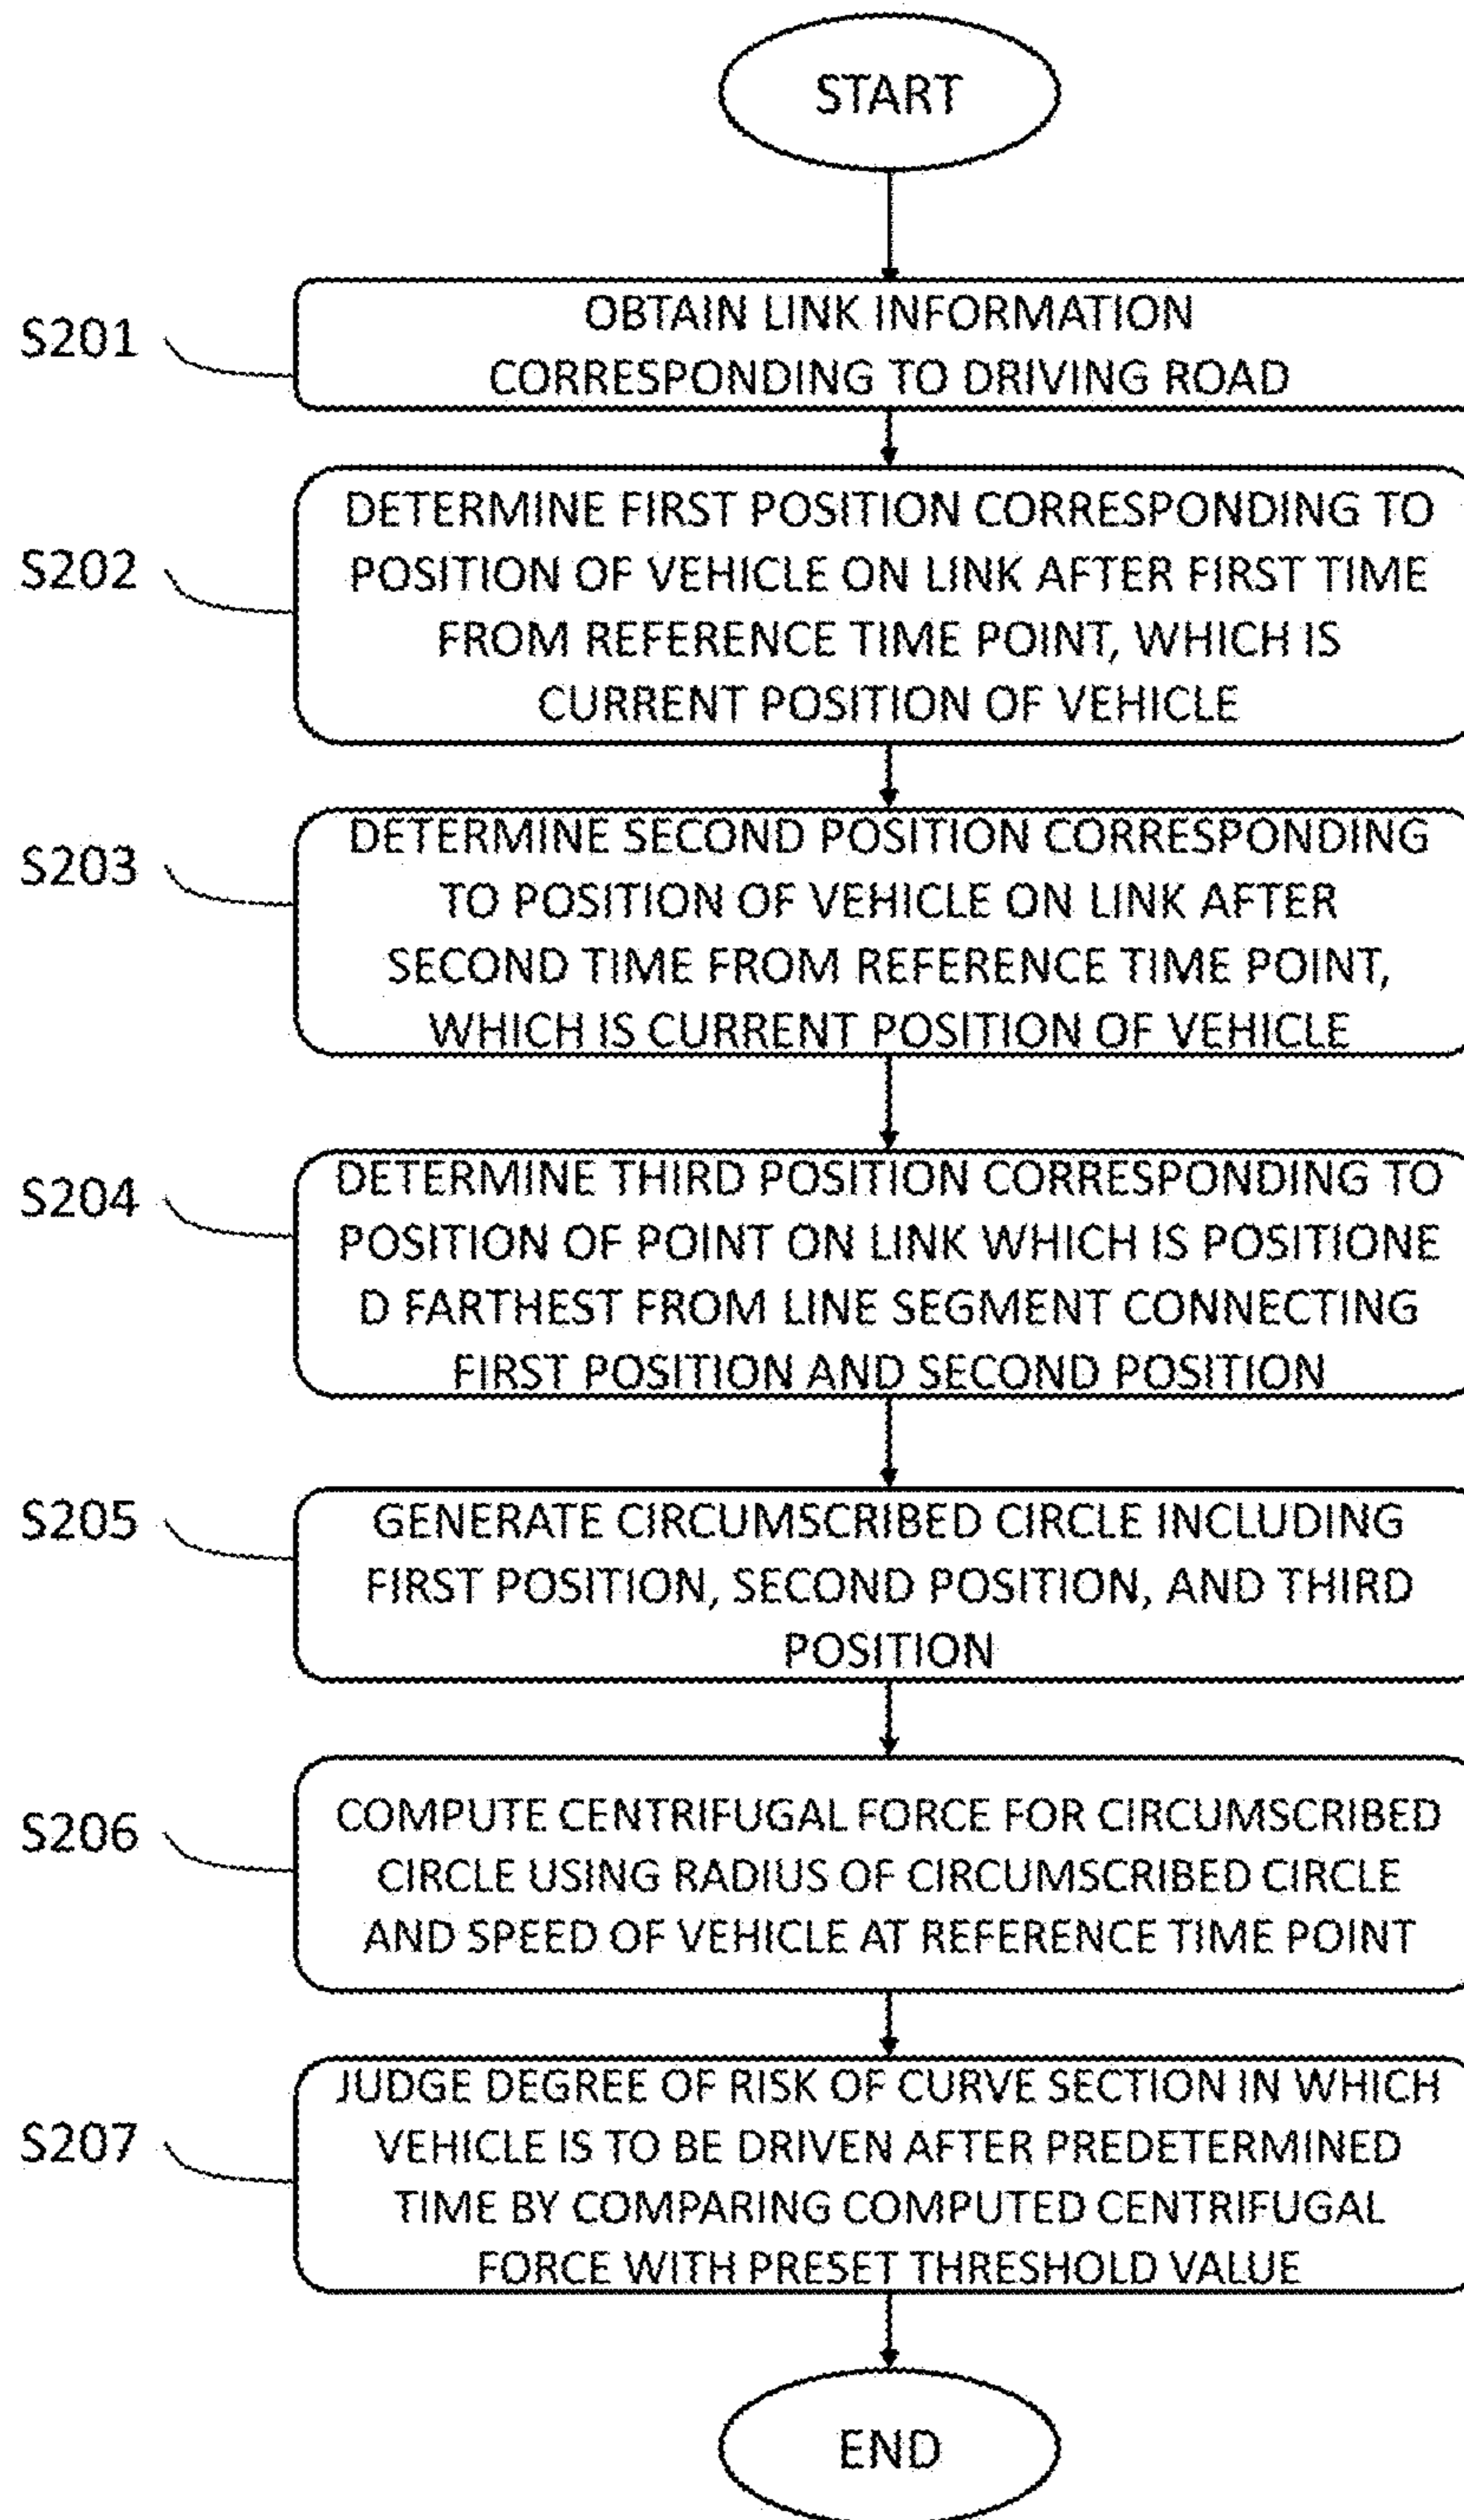 START
S201
OBTAIN LINK INFORMATION
CORRESPONDING TO DRIVING ROAD
S202
DETERMINE FIRST POSITION CORRESPONDING TO
POSITION OF VEHICLE ON LINK AFTER FIRST TIME
FROM REFERENCE TIME POINT, WHICH IS
CURRENT POSITION OF VEHICLE
S203
DETERMINE SECOND POSITION CORRESPONDING
TO POSITION OF VEHICLE ON LINK AFTER
SECOND TIME FROM REFERENCE TIME POINT,
WHICH IS CURRENT POSITION OF VEHICLE
S204
DETERMINE THIRD POSITION CORRESPONDING TO
POSITION OF POINT ON LINK WHICH IS POSITIONE
D FARTHEST FROM LINE SEGMENT CONNECTING
FIRST POSITION AND SECOND POSITION
S205
GENERATE CIRCUMSCRIBED CIRCLE INCLUDING
FIRST POSITION, SECOND POSITION, AND THIRD
POSITION
S206
COMPUTE CENTRIFUGAL FORCE FOR CIRCUMSCRIBED
CIRCLE USING RADIUS OF CIRCUMSCRIBED CIRCLE
AND SPEED OF VEHICLE AT REFERENCE TIME POINT
S207
JUDGE DEGREE OF RISK OF CURVE SECTION IN WHICH
VEHICLE IS TO BE DRIVEN AFTER PREDETERMINED
TIME BY COMPARING COMPUTED CENTRIFUGAL
FORCE WITH PRESET THRESHOLD VALUE
END